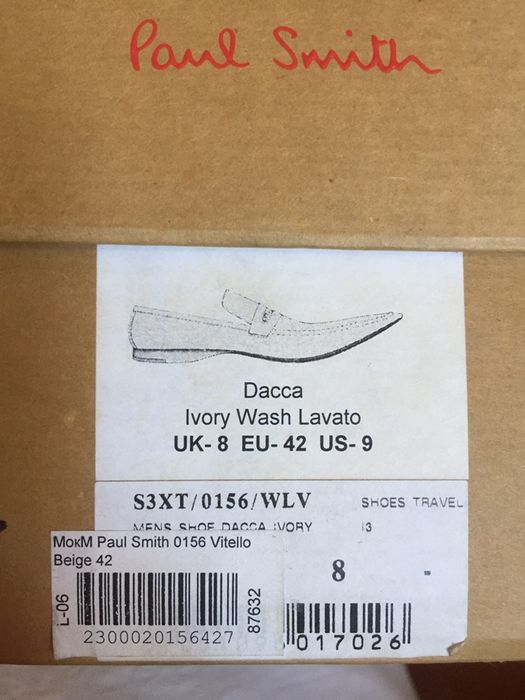 Paul Smith
Dacca
Ivory Wash Lavato
UK- 8 EU- 42 US- 9
S3XT/0156/WLV SHOES TRAVEL
MENS SHOE DACCA IVORY 13
МокМ Paul Smith 0156 Vitello
Beige 42
8 -
L-06
87632
2300020156427
017026